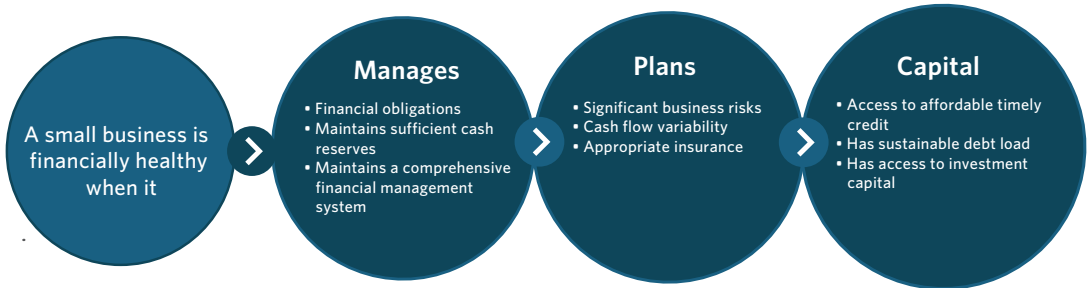 A small business is
financially healthy
when it
Manages
▪ Financial obligations
▪ Maintains sufficient cash
reserves
▪ Maintains a comprehensive
financial management
system
Plans
▪ Significant business risks
▪ Cash flow variability
▪ Appropriate insurance
Capital
▪ Access to affordable timely
credit
▪ Has sustainable debt load
▪ Has access to investment
capital